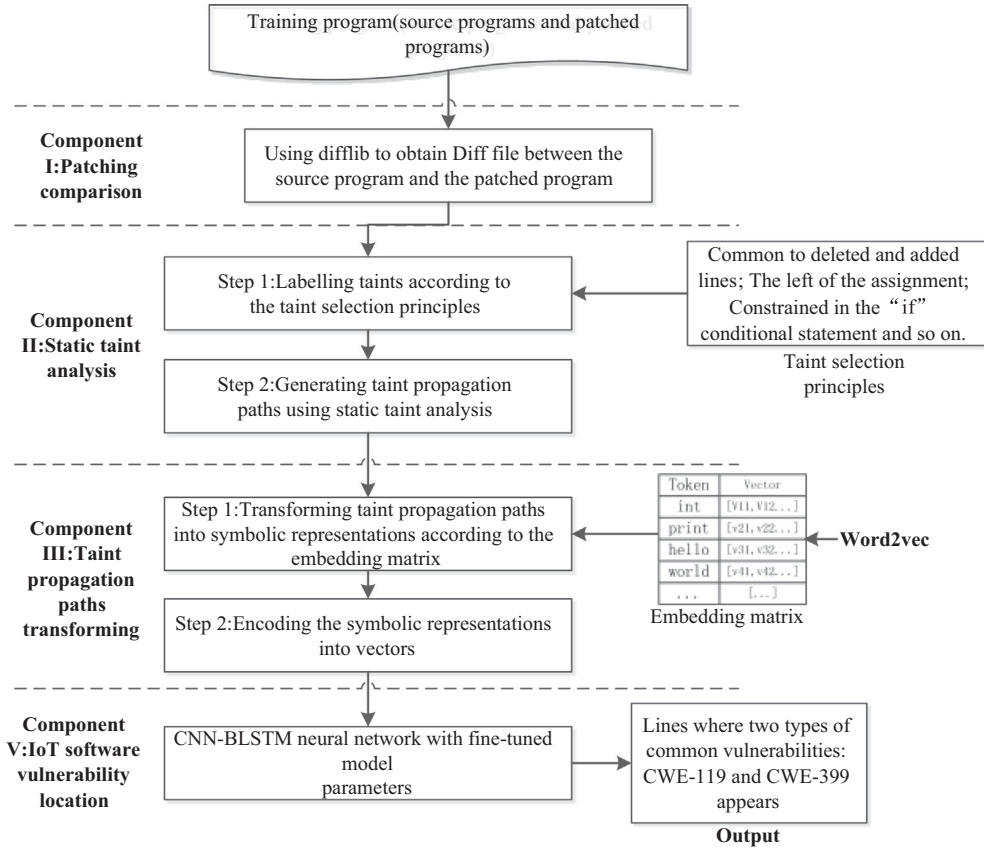 Training program(source programs and patched
programs)
Component
I:Patching
comparison
Using difflib to obtain Diff file between the
source program and the patched program
Component
II:Static taint
analysis
Step 1:Labelling taints according to
the taint selection principles
Common to deleted and added
lines; The left of the assignment;
Constrained in the “if”
conditional statement and so on.
Taint selection
principles
Step 2:Generating taint propagation
paths using static taint analysis
Component
III:Taint
propagation
paths
transforming
Step 1:Transforming taint propagation paths
into symbolic representations according to the
embedding matrix
Token Vector
int [V11, V12...]
print [v21, v22...]
hello [v31, v32...]
world [v41, v42...]
... [...]
Embedding matrix
Word2vec
Step 2:Encoding the symbolic representations
into vectors
Component
V:IoT software
vulnerability
location
CNN-BLSTM neural network with fine-tuned
model
parameters
Lines where two types of
common vulnerabilities:
CWE-119 and CWE-399
appears
Output